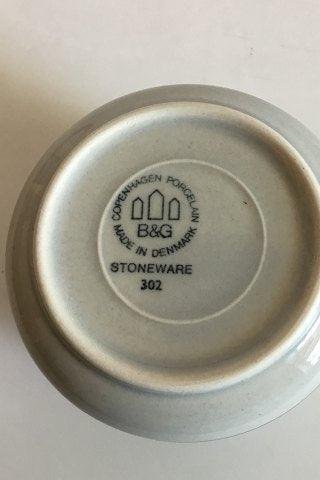 COPENHAGEN PORCELAIN
B&G
MADE IN DENMARK
STONEWARE
302